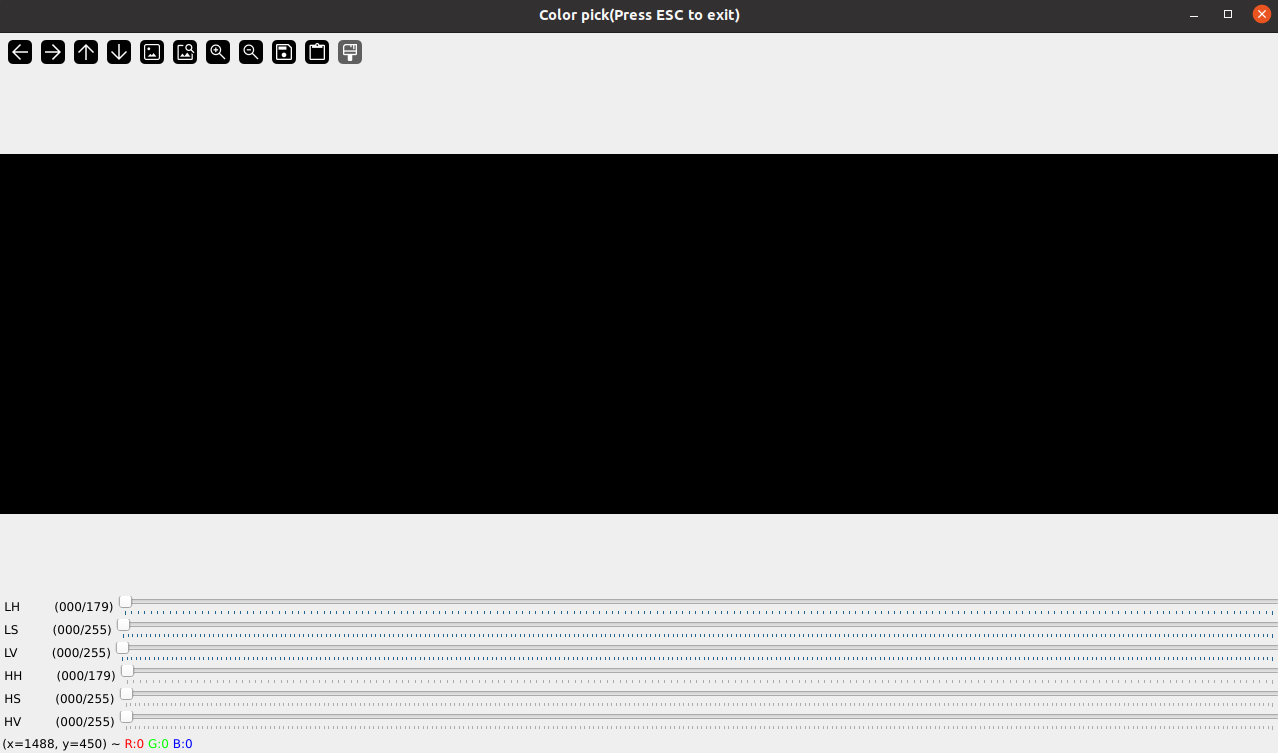 Color pick(Press ESC to exit)
LH (000/179)
LS (000/255)
LV (000/255)
HH (000/179)
HS (000/255)
HV (000/255)
(x=1488, y=450) ~ R:0 G:0 B:0